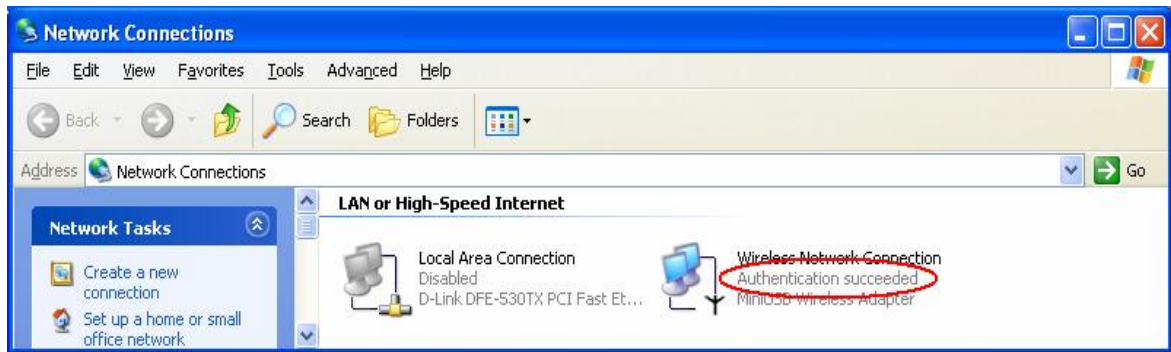 Network Connections
File Edit View Favorites Tools Advanced Help
Back Search Folders
Address Network Connections Go
Network Tasks
Create a new
connection
Set up a home or small
office network
LAN or High-Speed Internet
Local Area Connection
Disabled
D-Link DFE-530TX PCI Fast Et...
Wireless Network Connection
Authentication succeeded
MiniUSB Wireless Adapter